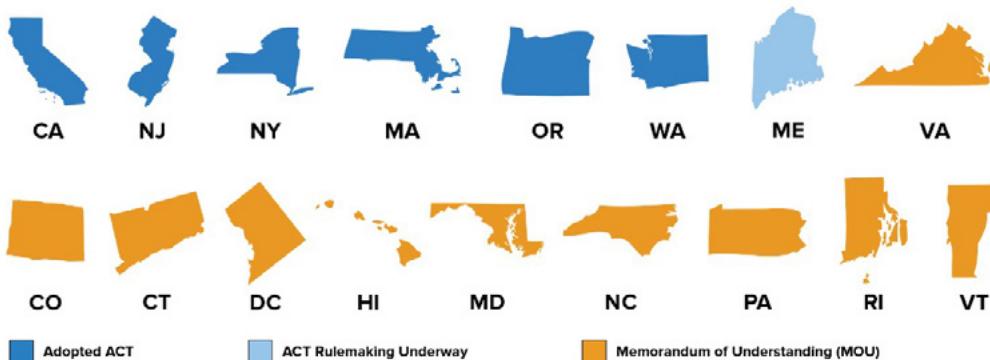 CA NJ NY MA OR WA ME VA
CO CT DC HI MD NC PA RI VT
Adopted ACT ACT Rulemaking Underway Memorandum of Understanding (MOU)